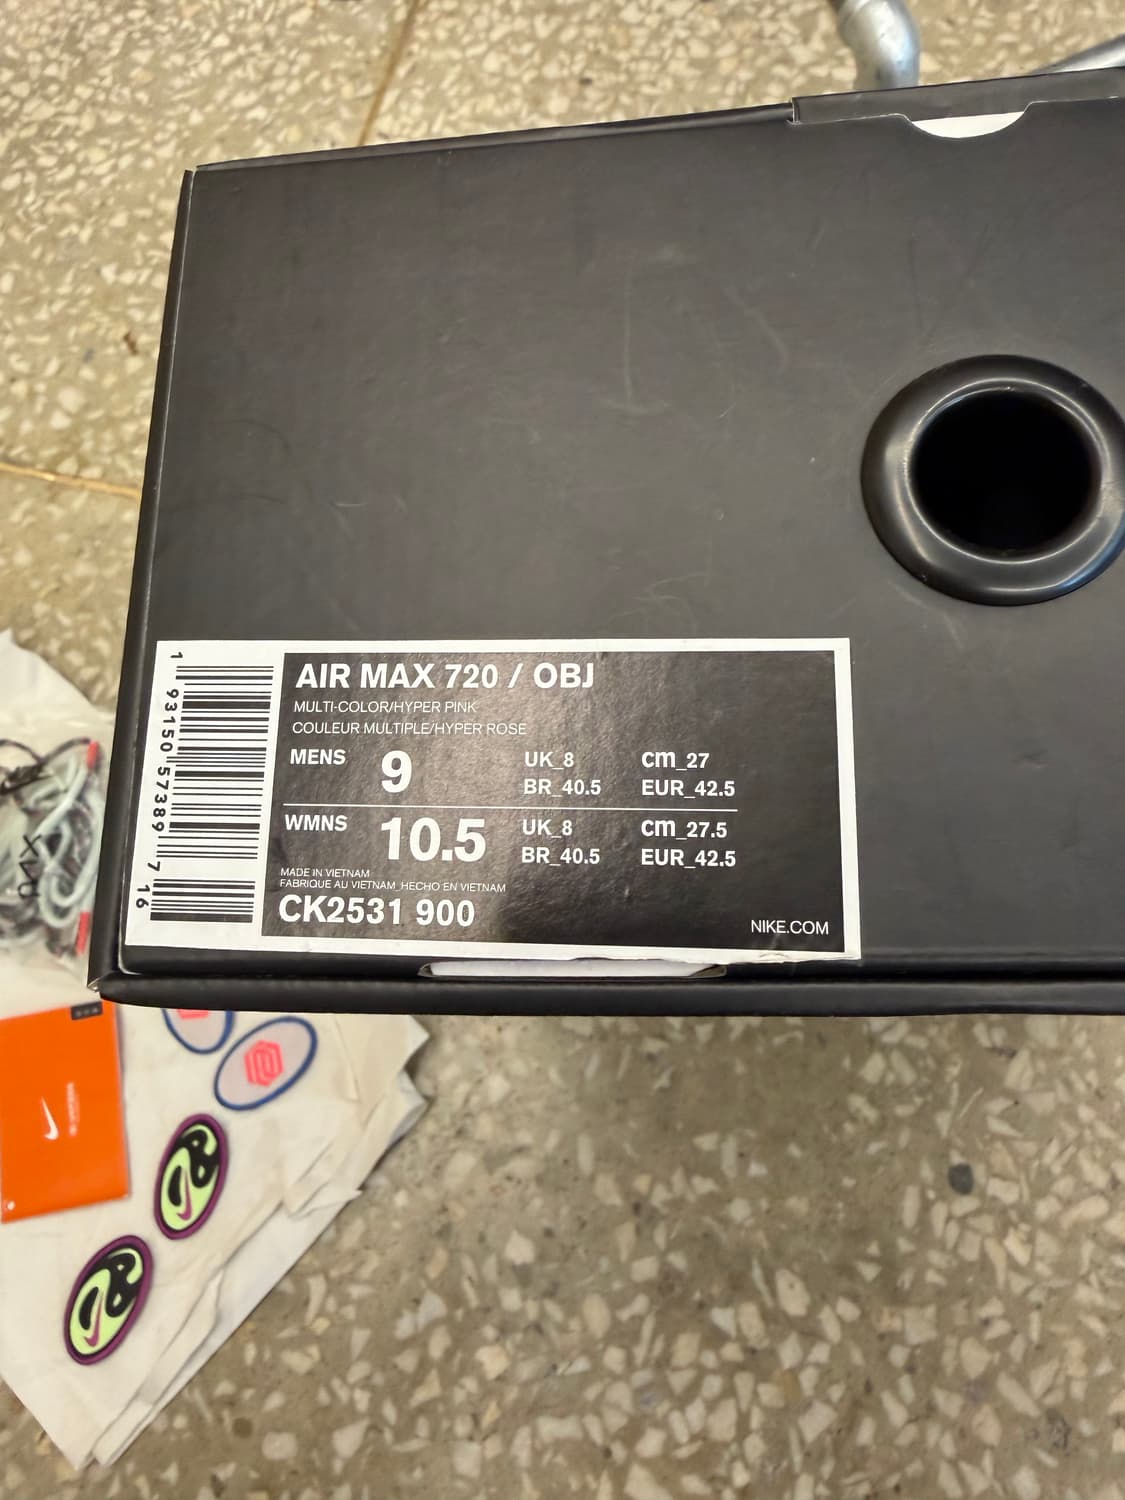 AIR MAX 720 / OBJ
MULTI-COLOR/HYPER PINK
COULEUR MULTIPLE/HYPER ROSE
MENS 9 UK_8 cm_27
BR_40.5 EUR_42.5
WMNS 10.5 UK_8 cm_27.5
BR_40.5 EUR_42.5
MADE IN VIETNAM
FABRIQUE AU VIETNAM_HECHO EN VIETNAM
CK2531 900
NIKE.COM
1 93150 57389 7 16